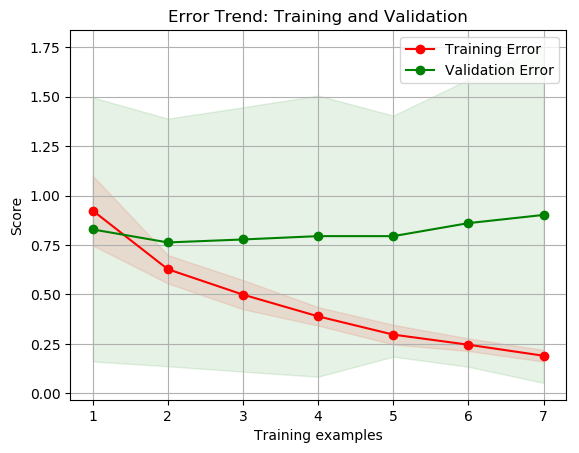 Error Trend: Training and Validation
Training Error
Validation Error
Score
1.75
1.50
1.25
1.00
0.75
0.50
0.25
0.00
1 2 3 4 5 6 7
Training examples